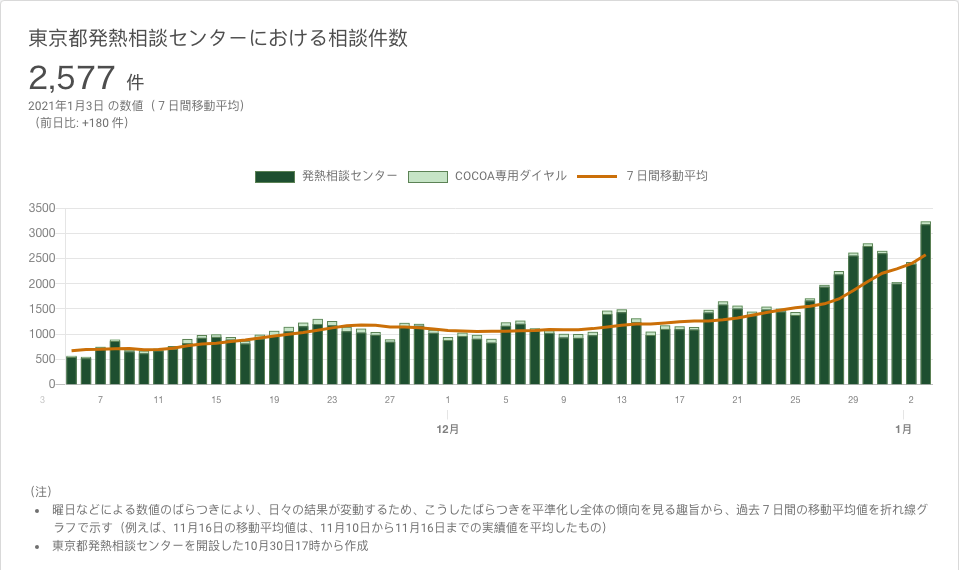 東京都発熱相談センターにおける相談件数
2,577 件
2021年1月3日 の数値（７日間移動平均）
（前日比: +180 件）
発熱相談センター COCOA専用ダイヤル ７日間移動平均
3500
3000
2500
2000
1500
1000
500
0
3 7 11 15 19 23 27 1 5 9 13 17 21 25 29 2
12月 1月
（注）
• 曜日などによる数値のばらつきにより、日々の結果が変動するため、こうしたばらつきを平準化し全体の傾向を見る趣旨から、過去７日間の移動平均値を折れ線グ
ラフで示す（例えば、11月16日の移動平均値は、11月10日から11月16日までの実績値を平均したもの）
• 東京都発熱相談センターを開設した10月30日17時から作成